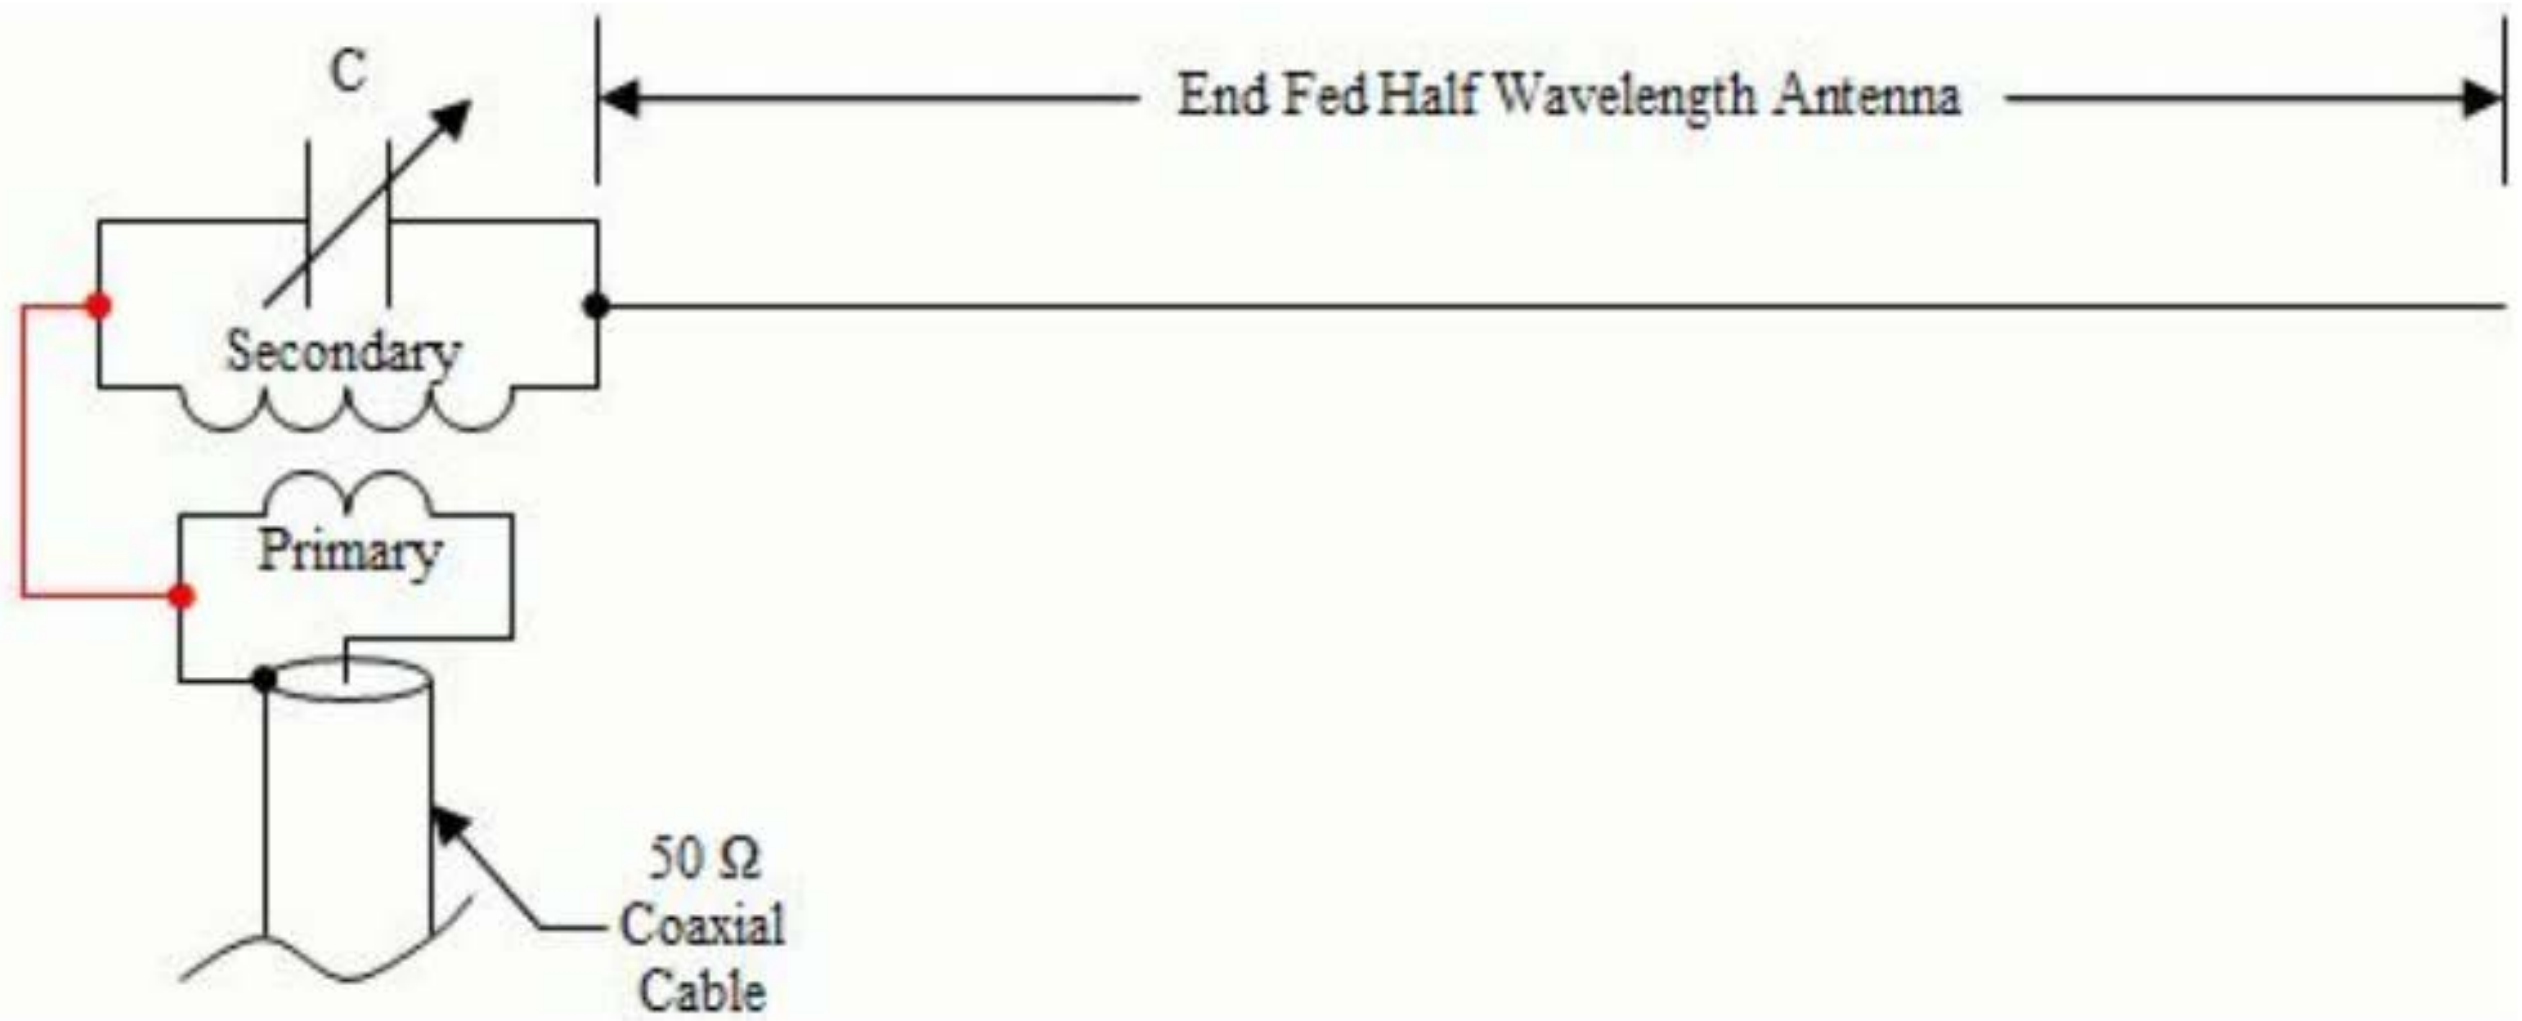 C
End Fed Half Wavelength Antenna
Secondary
Primary
50 Ω
Coaxial
Cable